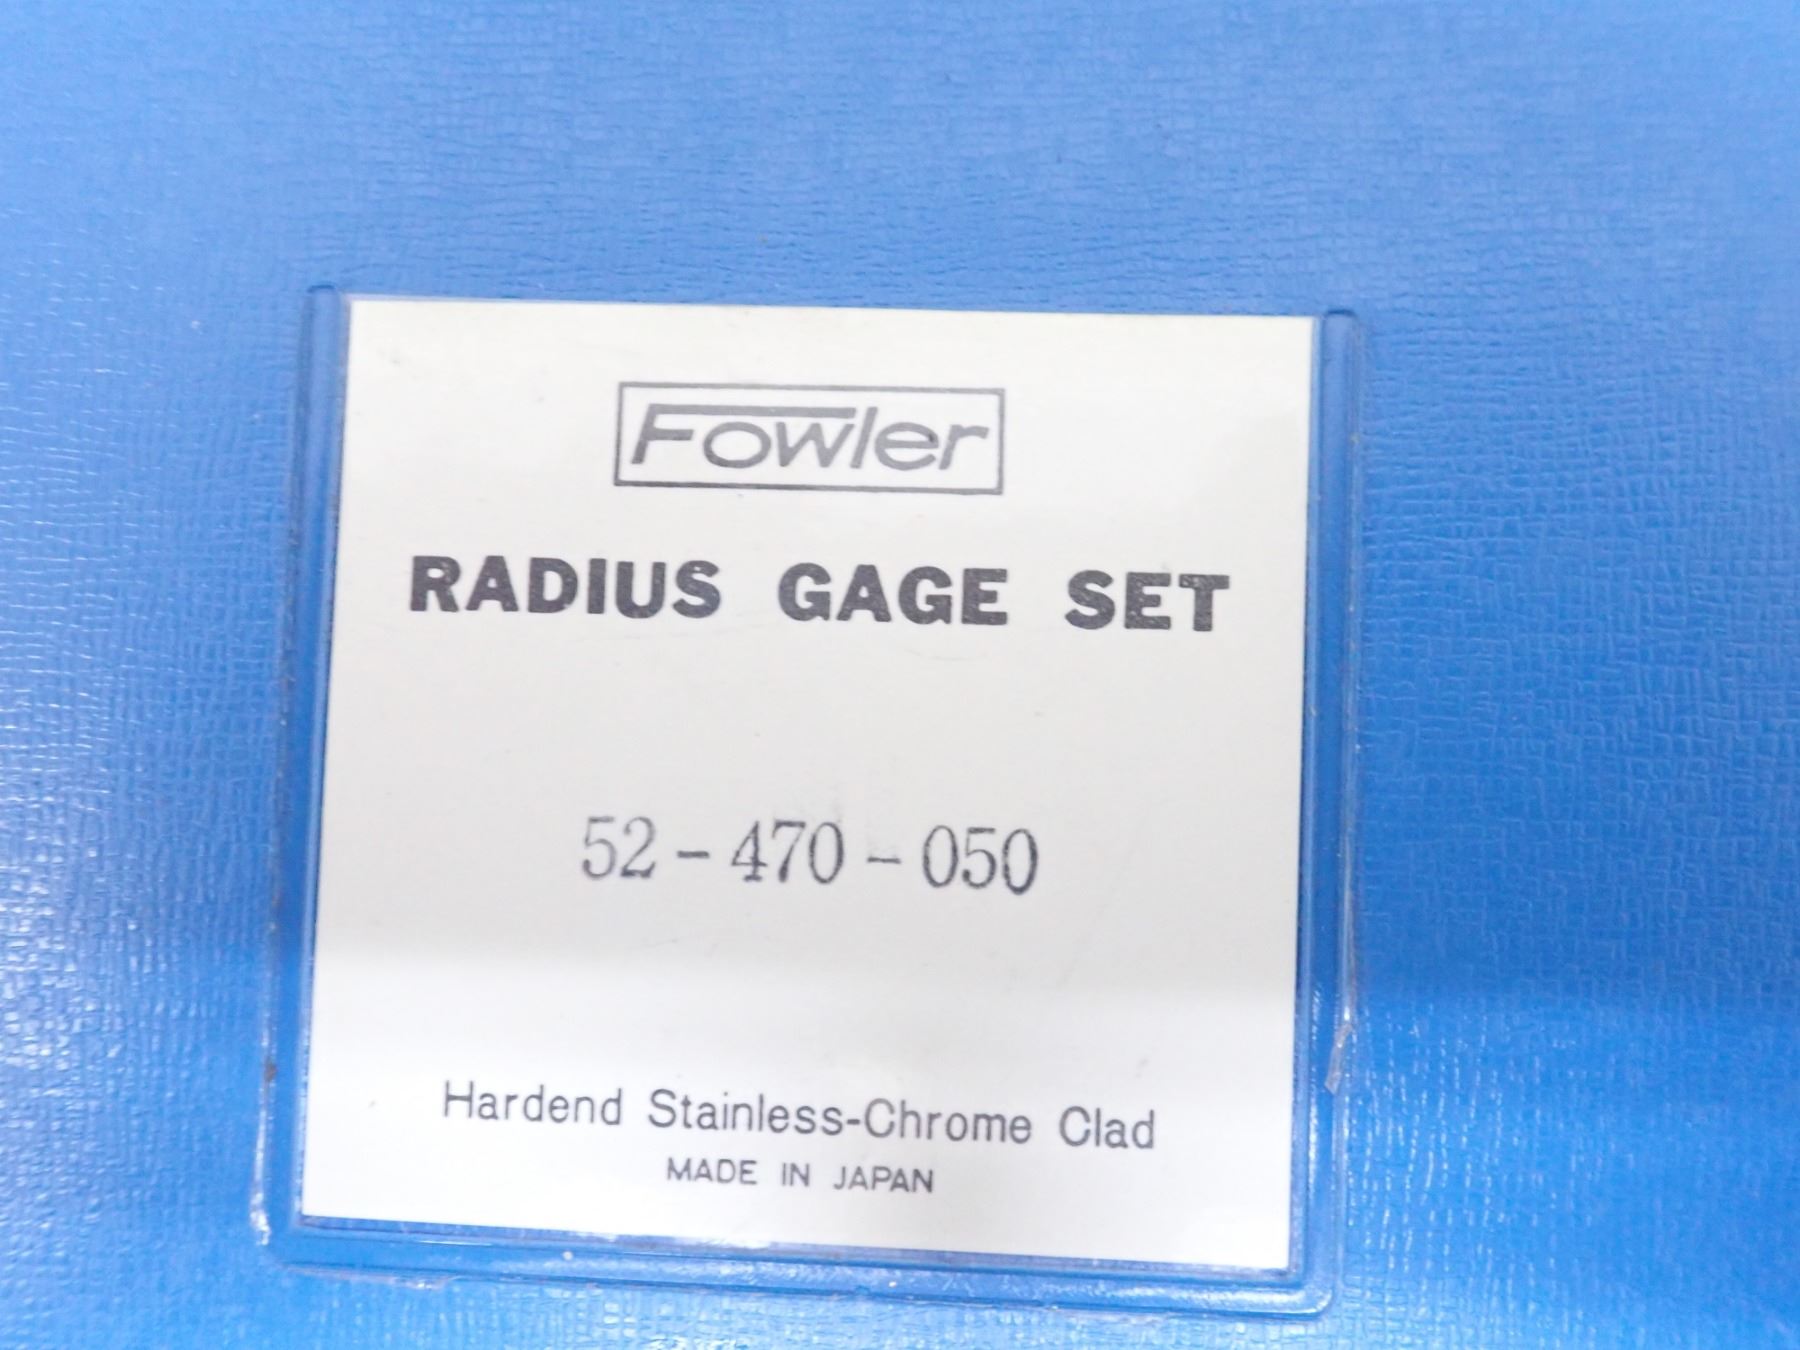 Fowler
RADIUS GAGE SET
52-470-050
Hardend Stainless-Chrome Clad
MADE IN JAPAN